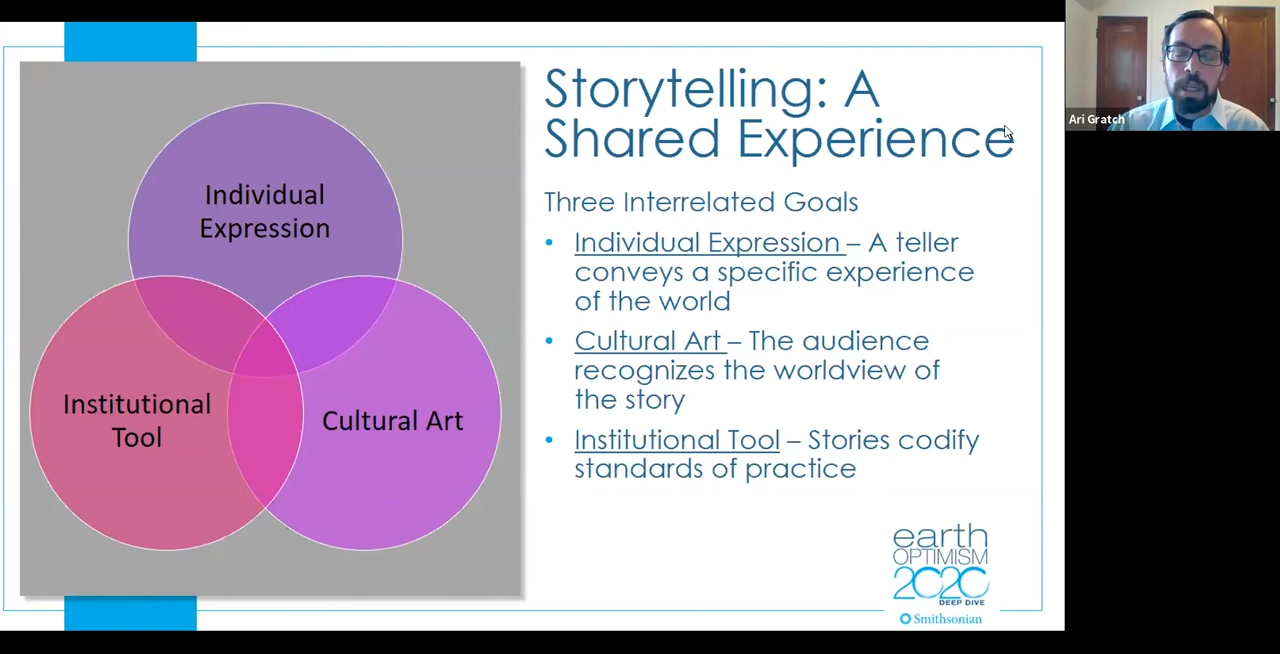 Storytelling: A
Shared Experience
Three Interrelated Goals
• Individual Expression – A teller
conveys a specific experience
of the world
• Cultural Art – The audience
recognizes the worldview of
the story
• Institutional Tool – Stories codify
standards of practice
Individual
Expression
Institutional
Tool
Cultural Art
earth
OPTIMISM
2020
DEEP DIVE
Smithsonian
Ari Gratch